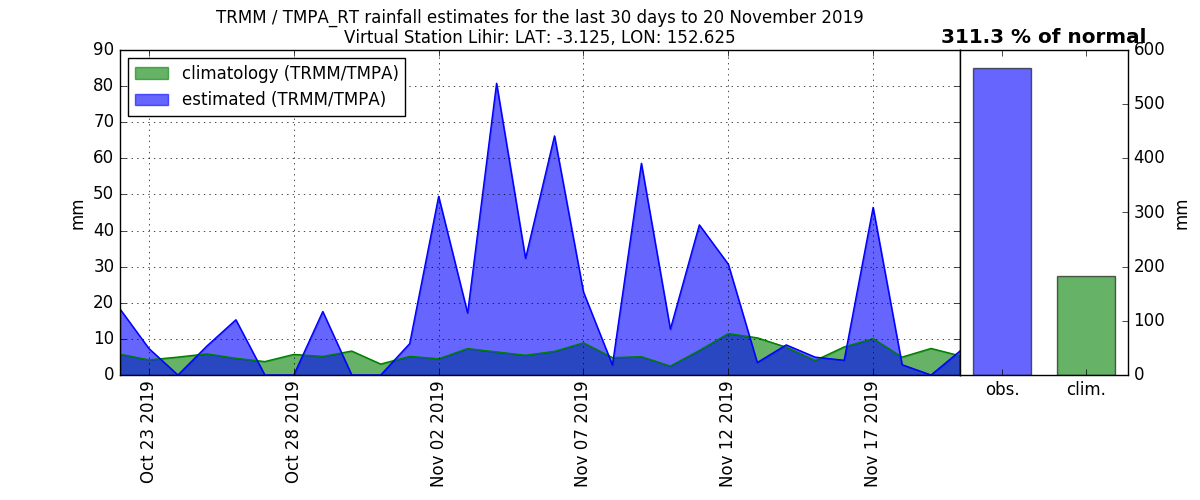 TRMM / TMPA_RT rainfall estimates for the last 30 days to 20 November 2019
Virtual Station Lihir: LAT: -3.125, LON: 152.625
311.3 % of normal
climatology (TRMM/TMPA)
estimated (TRMM/TMPA)
90
80
70
60
50
40
30
20
10
0
mm
Oct 23 2019
Oct 28 2019
Nov 02 2019
Nov 07 2019
Nov 12 2019
Nov 17 2019
600
500
400
300
200
100
0
mm
obs.
clim.